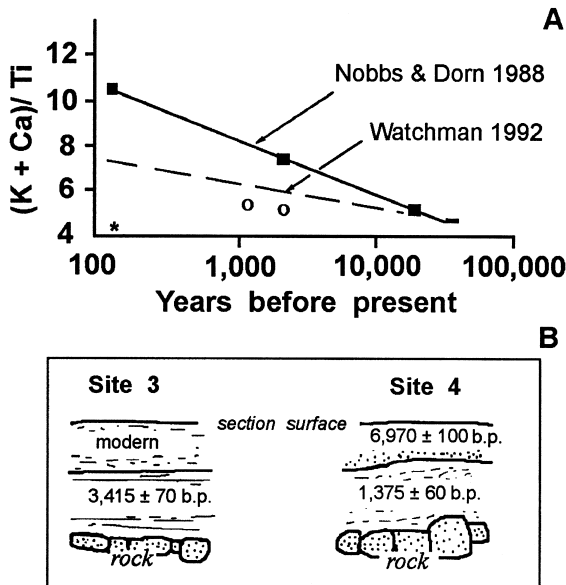 A
(K + Ca)/ Ti
12
10
8
6
4
Nobbs & Dorn 1988
Watchman 1992
o o
*
100 1,000 10,000 100,000
Years before present
B
Site 3 Site 4
section surface
modern
3,415 ± 70 b.p.
rock
6,970 ± 100 b.p.
1,375 ± 60 b.p.
rock